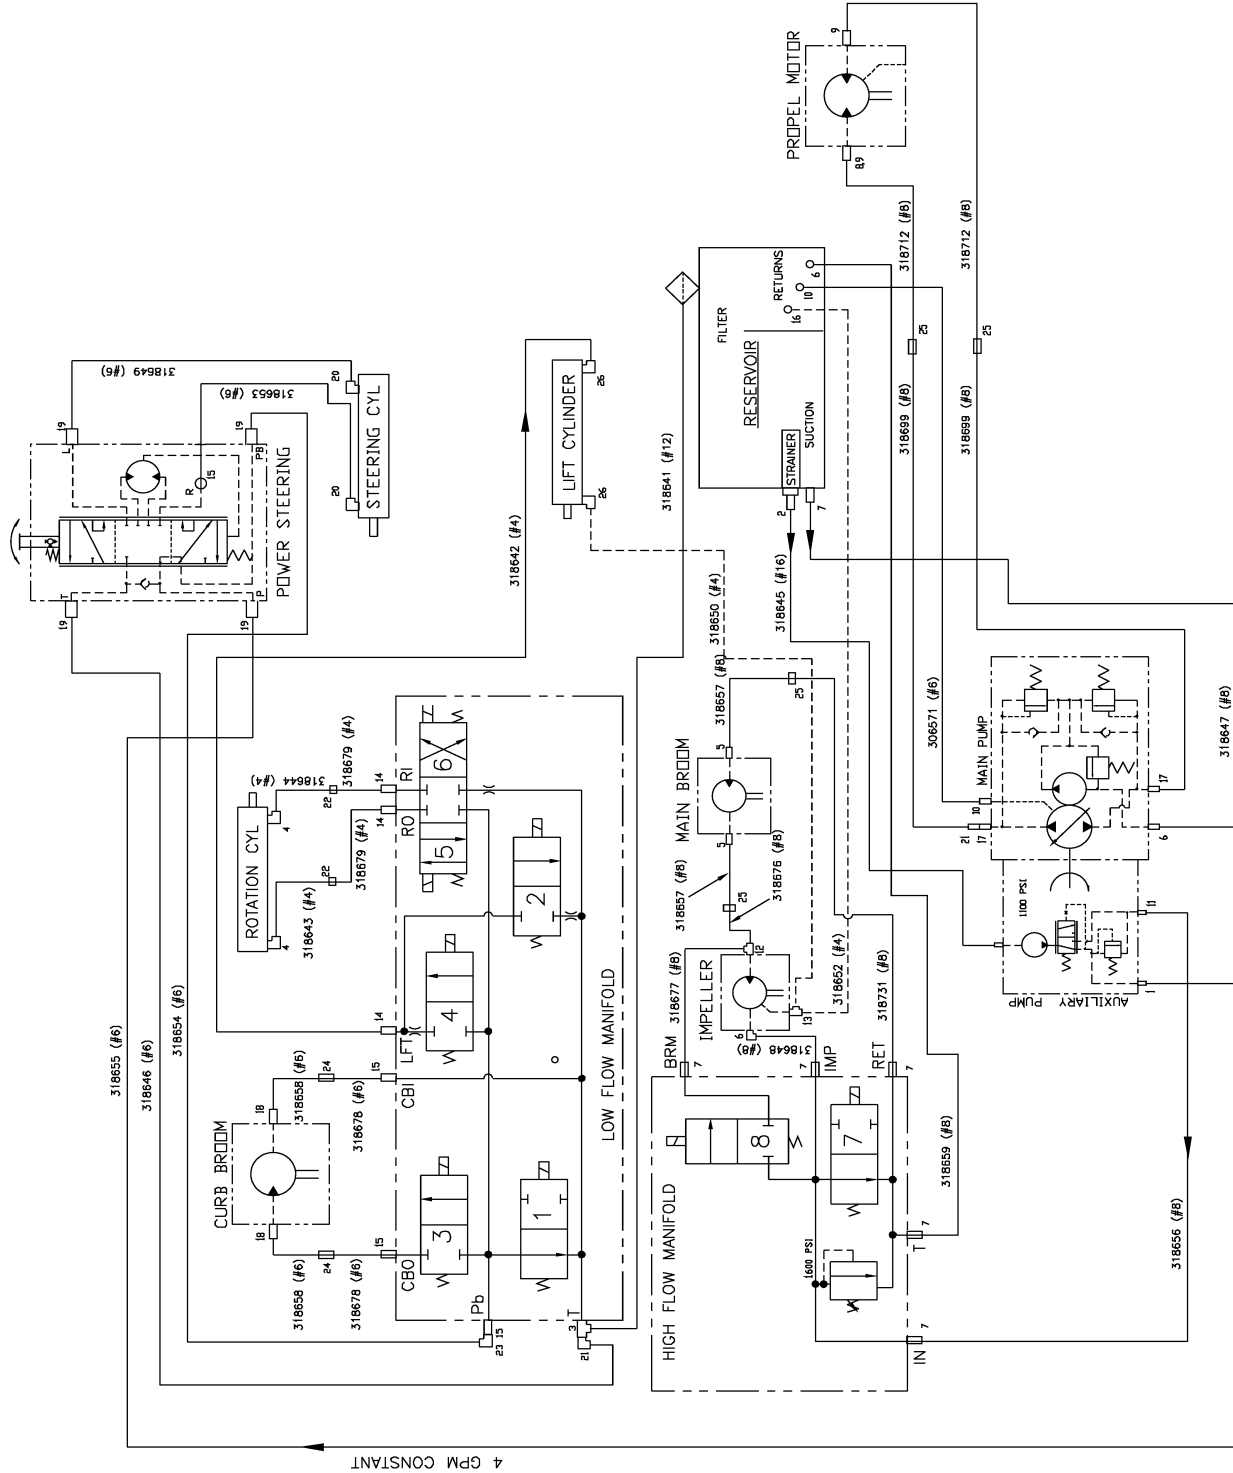 PROPEL MOTOR
9
8,9
318712 (#8)
318712 (#8)
25
25
318699 (#8)
318699 (#8)
318649 (#6)
318653 (#6)
20
20
STEERING CYL
19
19
L
PB
R
15
T
P
19
19
POWER STEERING
318642 (#4)
LIFT CYLINDER
26
26
318641 (#12)
FILTER
RETURNS
6
10
16
RESERVOIR
STRAINER
SUCTION
2
7
318645 (#16)
318650 (#4)
318657 (#8)
25
306571 (#6)
318647 (#8)
MAIN PUMP
10
17
21
17
6
1100 PSI
11
1
AUXILIARY PUMP
MAIN BROOM
5
5
318657 (#8)
318676 (#8)
25
12
IMPELLER
13
6
318652 (#4)
318731 (#8)
318677 (#8)
318648 (#8)
BRM
IMP
RET
7
7
7
8
7
HIGH FLOW MANIFOLD
1600 PSI
318659 (#8)
T
7
IN
7
318656 (#8)
ROTATION CYL
4
4
318644 (#4)
318679 (#4)
22
22
318643 (#4)
318679 (#4)
14
14
RI
RO
6
5
2
4
14
LFT
LOW FLOW MANIFOLD
318655 (#6)
318646 (#6)
318654 (#6)
CURB BROOM
18
18
318658 (#6)
318678 (#6)
24
24
15
15
CBI
CBO
318658 (#6)
318678 (#6)
3
1
Pb
T
15
23
3
21
4 GPM CONSTANT